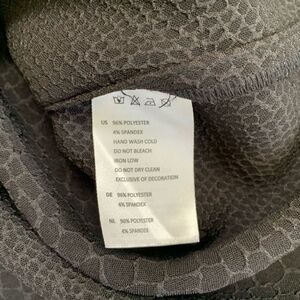 US 96% POLYESTER
4% SPANDEX
HAND WASH COLD
DO NOT BLEACH
IRON LOW
DO NOT DRY CLEAN
EXCLUSIVE OF DECORATION
DE 96% POLYESTER
4% SPANDEX
NL 96% POLYESTER
4% SPANDEX